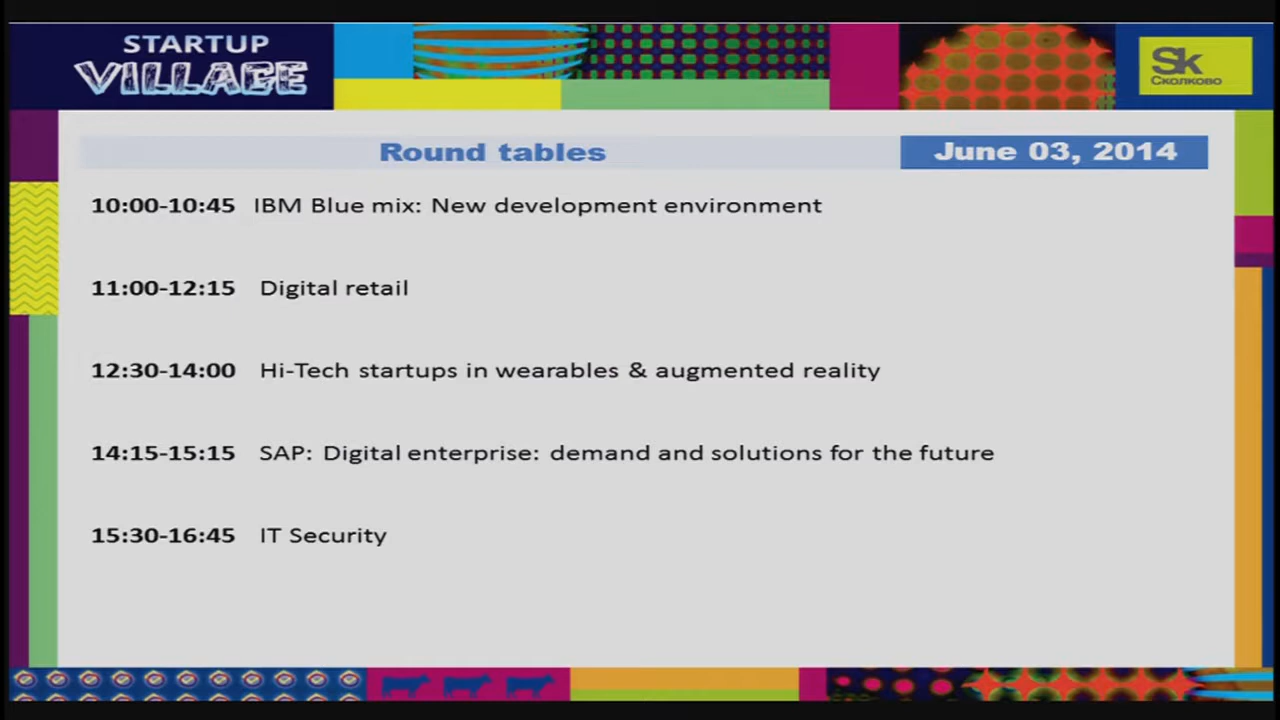 STARTUP
VILLAGE
Sk
Сколково
Round tables
June 03, 2014
10:00-10:45 IBM Blue mix: New development environment
11:00-12:15 Digital retail
12:30-14:00 Hi-Tech startups in wearables & augmented reality
14:15-15:15 SAP: Digital enterprise: demand and solutions for the future
15:30-16:45 IT Security